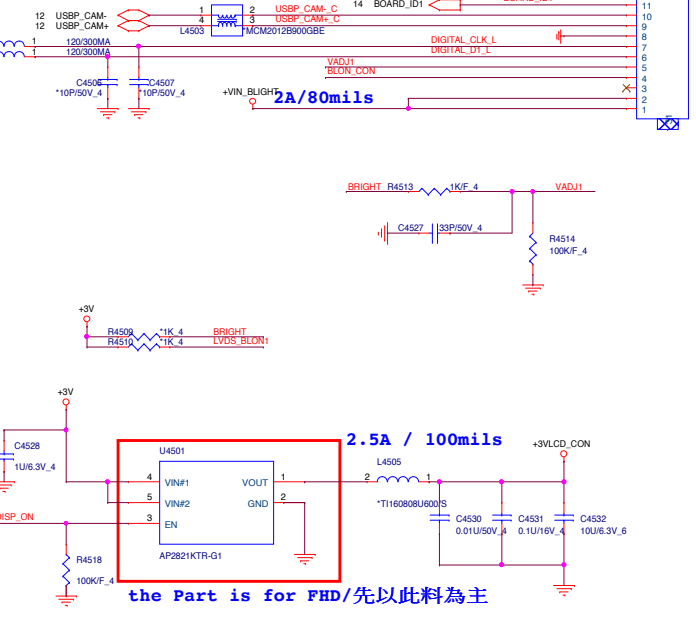 14 BOARD_ID1
11
12 USBP_CAM- 1 2 USBP_CAM-_C 10
12 USBP_CAM+ 4 3 USBP_CAM+_C 9
L4503 *MCM2012B900GBE
8
1 120/300MA DIGITAL_CLK_L 7
1 120/300MA DIGITAL_D1_L 6
VADJ1 5
BLON_CON 4
C4506 C4507
*10P/50V_4 *10P/50V_4
+VIN_BLIGHT 2A/80mils
3
2
1
BRIGHT R4513 1K/F_4 VADJ1
C4527 33P/50V_4
R4514
100K/F_4
+3V
R4509 *1K_4 BRIGHT
R4510 *1K_4 LVDS_BLON1
+3V
2.5A / 100mils
+3VLCD_CON
C4528
1U/6.3V_4
U4501
L4505
4 VIN#1 VOUT 1 2 1
5 VIN#2 GND 2
*TI160808U600/S
DISP_ON 3 EN
C4530 C4531 C4532
0.01U/50V_4 0.1U/16V_4 10U/6.3V_6
AP2821KTR-G1
R4518
100K/F_4
the Part is for FHD/先以此料為主